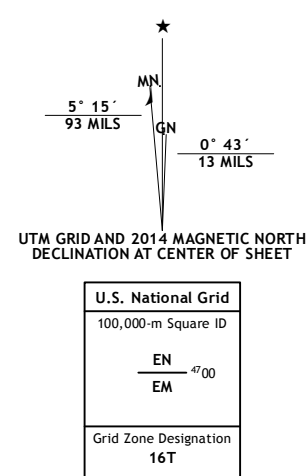 MN.
GN
5° 15´
93 MILS
0° 43´
13 MILS
UTM GRID AND 2014 MAGNETIC NORTH
DECLINATION AT CENTER OF SHEET
U.S. National Grid
100,000-m Square ID
EN
4700
EM
Grid Zone Designation
16T